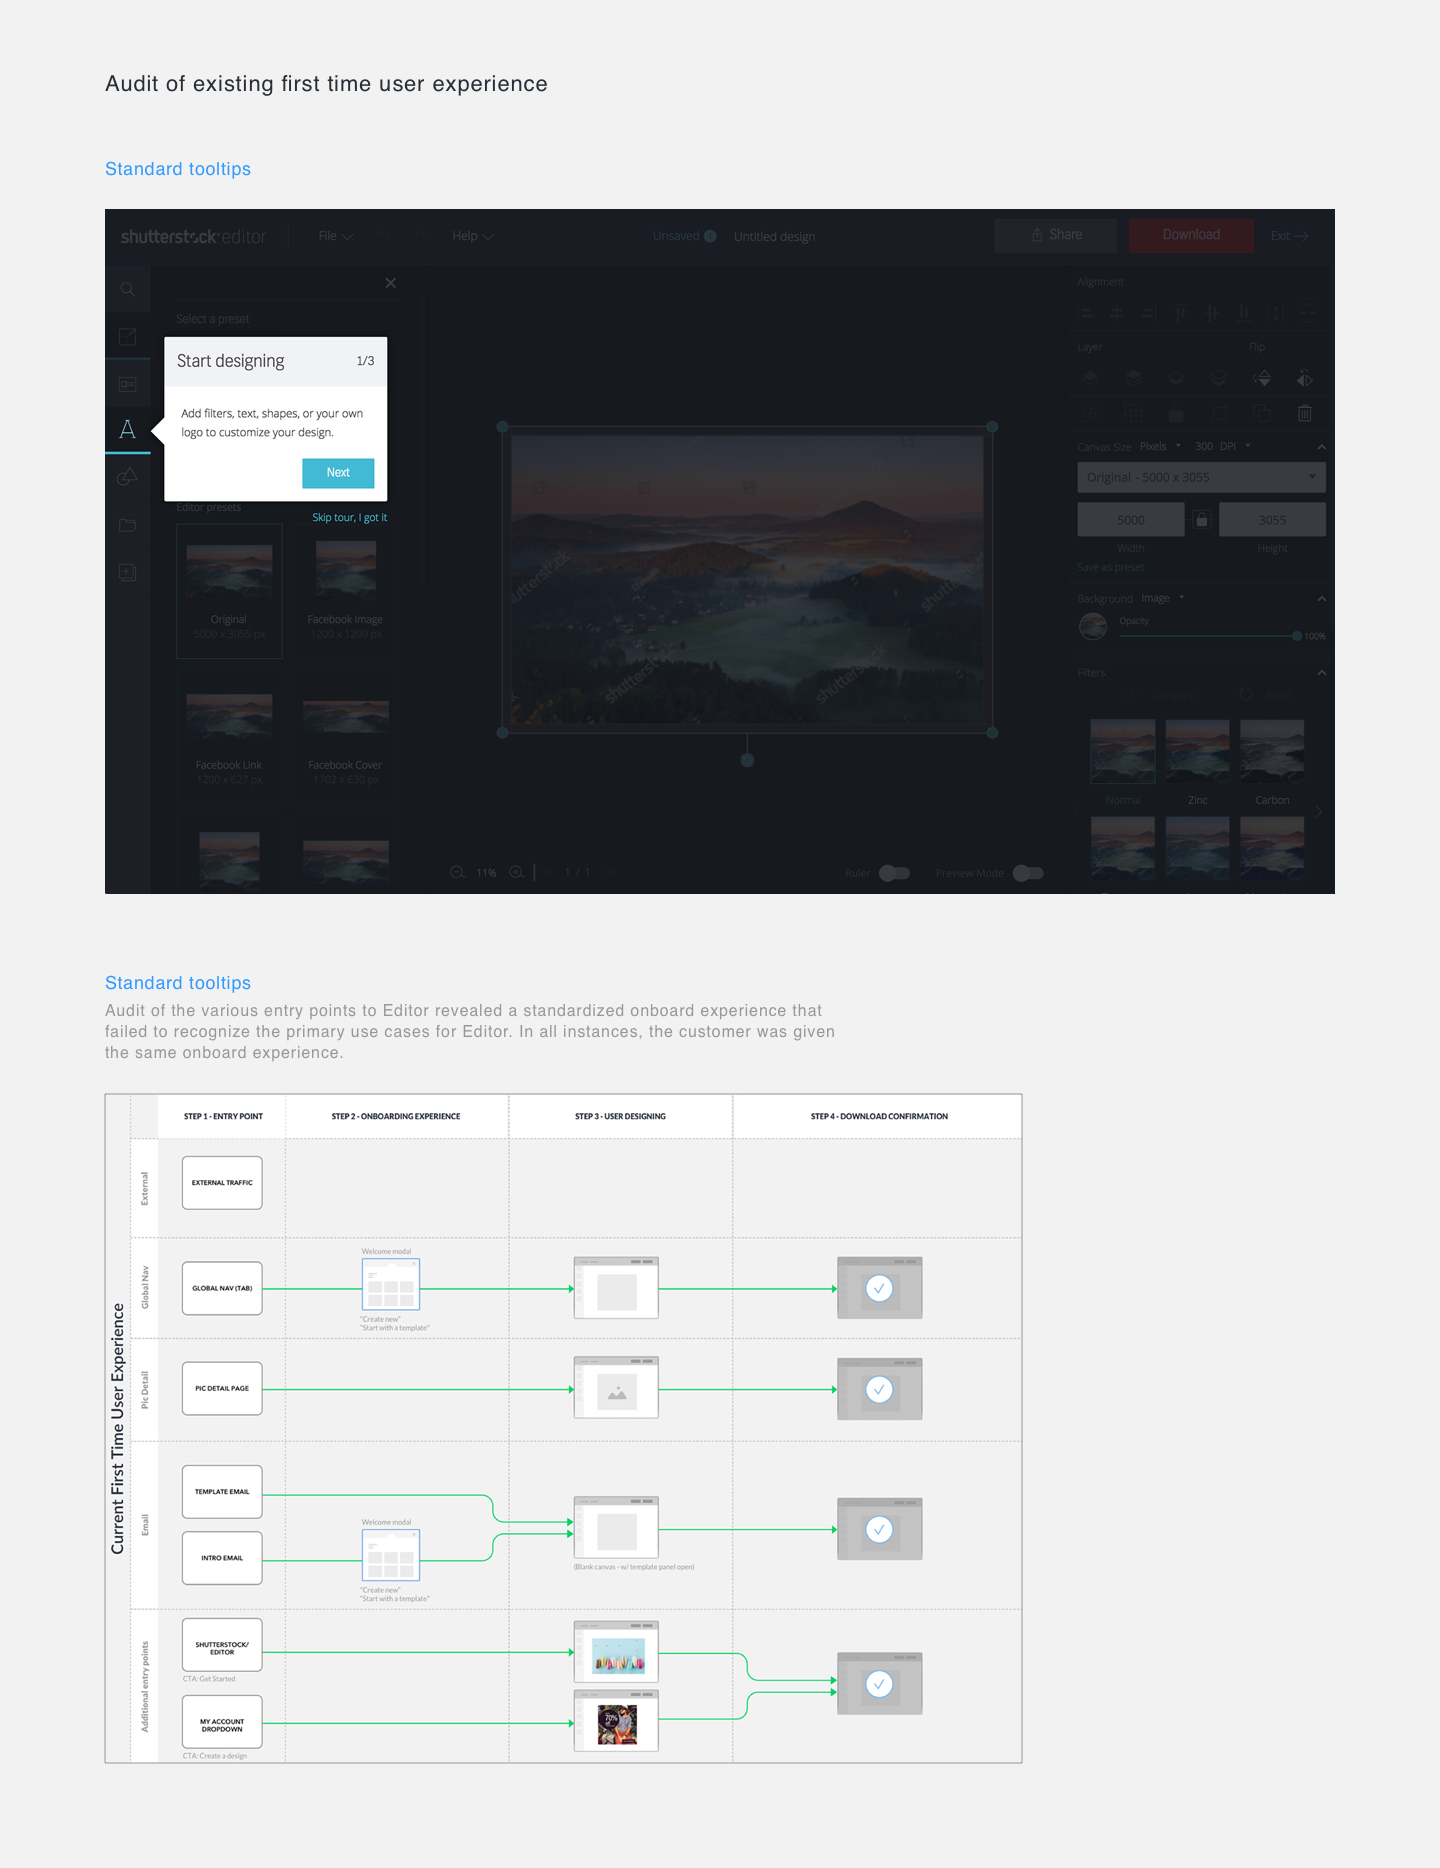 Audit of existing first time user experience
Standard tooltips
shutterstock editor
File
Help
Unsaved
Untitled design
Share
Download
Exit
Select a preset
Start designing
1/3
Add filters, text, shapes, or your own
logo to customize your design.
Next
Skip tour, I got it
Editor presets
Original
5000 x 3055 px
Facebook Image
1200 x 1200 px
Facebook Link
1200 x 627 px
Facebook Cover
1702 x 630 px
shutterstock
shutterstock
shutterstock
shutterstock
11%
1 / 1
Ruler
Preview Mode
Alignment
Layer
Flip
Canvas Size
Pixels
300 DPI
Original - 5000 x 3055
5000
3055
Width
Height
Save as preset
Background
Image
Opacity
100%
Filters
Normal
Zinc
Carbon
Standard tooltips
Audit of the various entry points to Editor revealed a standardized onboard experience that
failed to recognize the primary use cases for Editor. In all instances, the customer was given
the same onboard experience.
Current First Time User Experience
STEP 1 - ENTRY POINT
STEP 2 - ONBOARDING EXPERIENCE
STEP 3 - USER DESIGNING
STEP 4 - DOWNLOAD CONFIRMATION
External
EXTERNAL TRAFFIC
Global Nav
GLOBAL NAV (TAB)
Welcome modal
"Create new"
"Start with a template"
Pic Detail
PIC DETAIL PAGE
Email
TEMPLATE EMAIL
INTRO EMAIL
Welcome modal
"Create new"
"Start with a template"
(Blank canvas - w/ template panel open)
Additional entry points
SHUTTERSTOCK/
EDITOR
CTA: Get Started
MY ACCOUNT
DROPDOWN
CTA: Create a design
70%